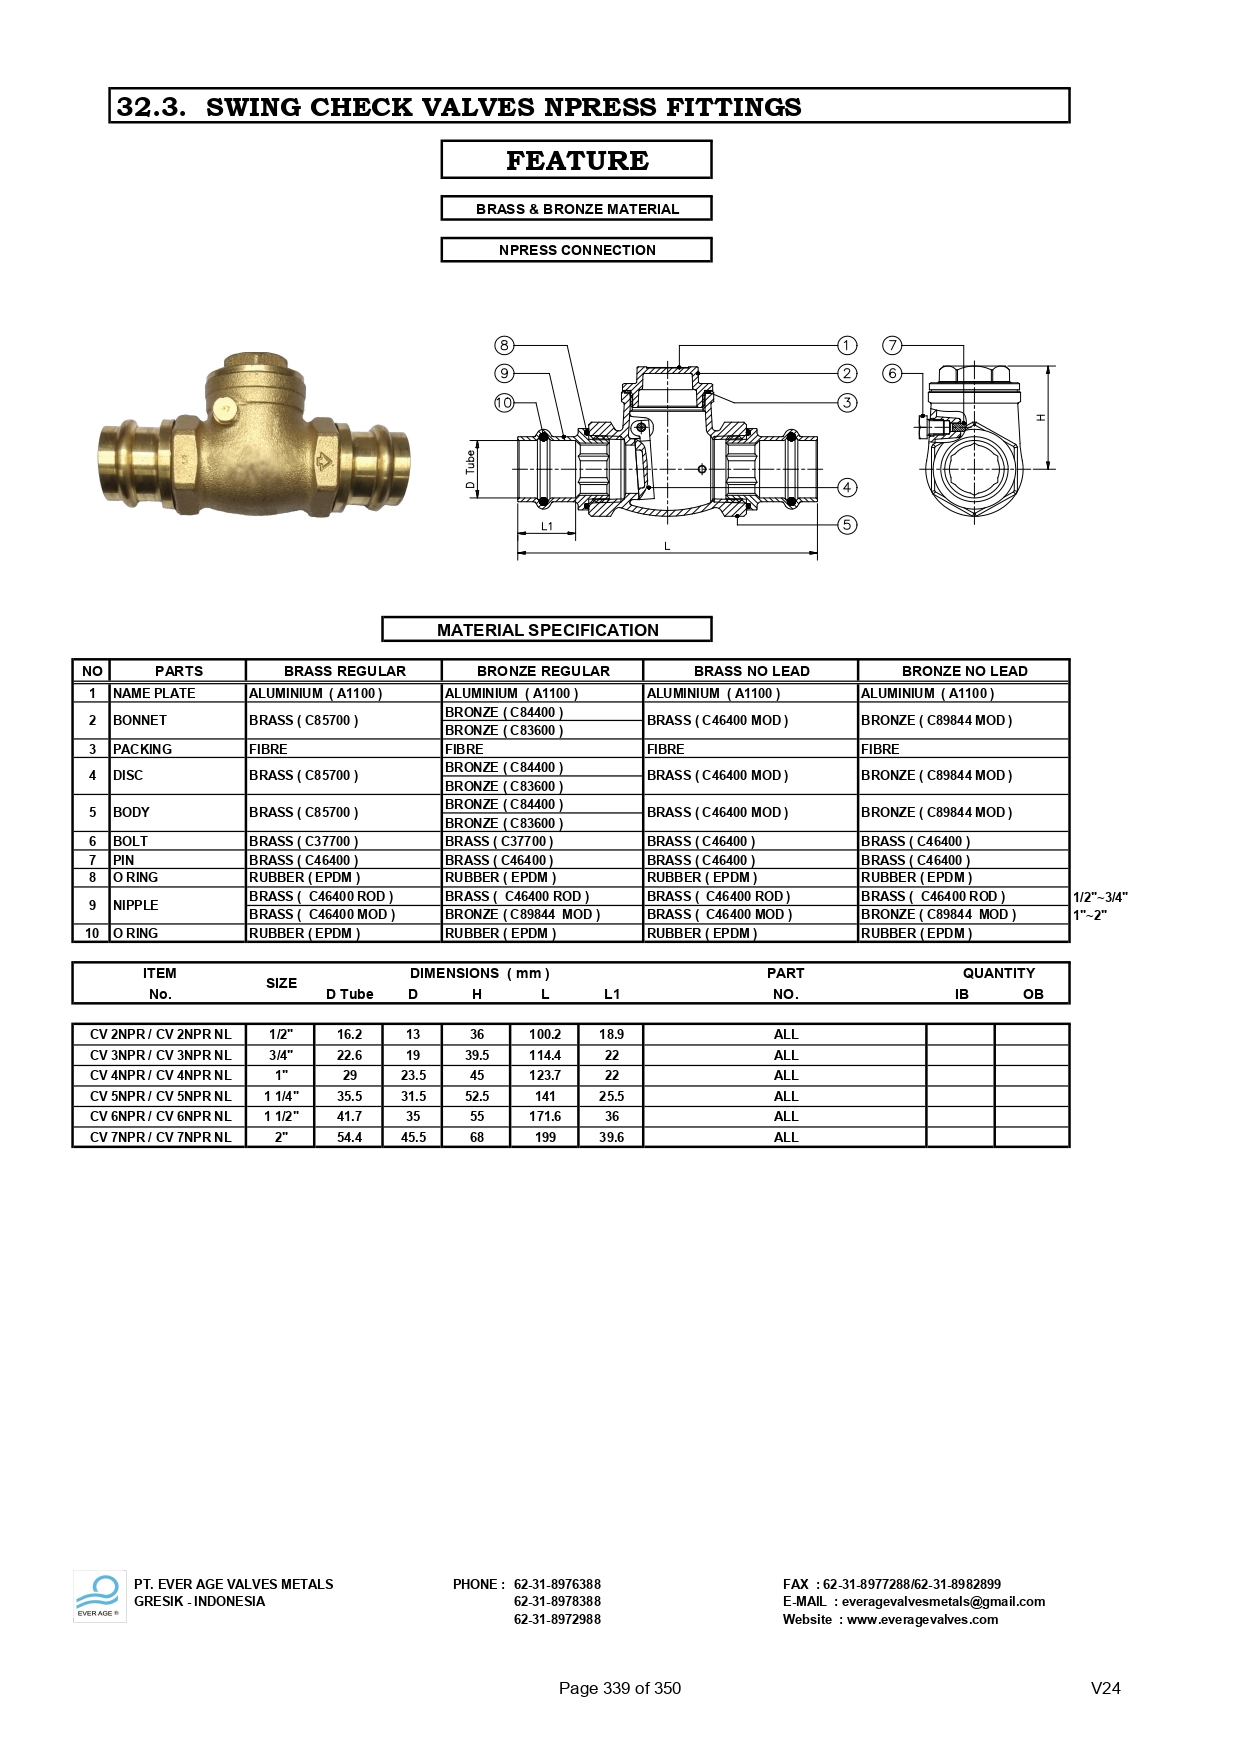 32.3. SWING CHECK VALVES NPRESS FITTINGS
FEATURE
BRASS & BRONZE MATERIAL
NPRESS CONNECTION
8 1 7
9 2 6
10 3
D Tube
H
4
L1 5
L
MATERIAL SPECIFICATION
NO PARTS BRASS REGULAR BRONZE REGULAR BRASS NO LEAD BRONZE NO LEAD
1 NAME PLATE ALUMINIUM ( A1100 ) ALUMINIUM ( A1100 ) ALUMINIUM ( A1100 ) ALUMINIUM ( A1100 )
2 BONNET BRASS ( C85700 ) BRONZE ( C84400 ) BRASS ( C46400 MOD ) BRONZE ( C89844 MOD )
BRONZE ( C83600 )
3 PACKING FIBRE FIBRE FIBRE FIBRE
4 DISC BRASS ( C85700 ) BRONZE ( C84400 ) BRASS ( C46400 MOD ) BRONZE ( C89844 MOD )
BRONZE ( C83600 )
5 BODY BRASS ( C85700 ) BRONZE ( C84400 ) BRASS ( C46400 MOD ) BRONZE ( C89844 MOD )
BRONZE ( C83600 )
6 BOLT BRASS ( C37700 ) BRASS ( C37700 ) BRASS ( C46400 ) BRASS ( C46400 )
7 PIN BRASS ( C46400 ) BRASS ( C46400 ) BRASS ( C46400 ) BRASS ( C46400 )
8 O RING RUBBER ( EPDM ) RUBBER ( EPDM ) RUBBER ( EPDM ) RUBBER ( EPDM )
9 NIPPLE BRASS ( C46400 ROD ) BRASS ( C46400 ROD ) BRASS ( C46400 ROD ) BRASS ( C46400 ROD ) 1/2"~3/4"
BRASS ( C46400 MOD ) BRONZE ( C89844 MOD ) BRASS ( C46400 MOD ) BRONZE ( C89844 MOD ) 1"~2"
10 O RING RUBBER ( EPDM ) RUBBER ( EPDM ) RUBBER ( EPDM ) RUBBER ( EPDM )
ITEM SIZE DIMENSIONS ( mm ) PART QUANTITY
No. D Tube D H L L1 NO. IB OB
CV 2NPR / CV 2NPR NL 1/2" 16.2 13 36 100.2 18.9 ALL
CV 3NPR / CV 3NPR NL 3/4" 22.6 19 39.5 114.4 22 ALL
CV 4NPR / CV 4NPR NL 1" 29 23.5 45 123.7 22 ALL
CV 5NPR / CV 5NPR NL 1 1/4" 35.5 31.5 52.5 141 25.5 ALL
CV 6NPR / CV 6NPR NL 1 1/2" 41.7 35 55 171.6 36 ALL
CV 7NPR / CV 7NPR NL 2" 54.4 45.5 68 199 39.6 ALL
EVER AGE ®
PT. EVER AGE VALVES METALS PHONE : 62-31-8976388 FAX : 62-31-8977288/62-31-8982899
GRESIK - INDONESIA 62-31-8978388 E-MAIL : everagevalvesmetals@gmail.com
62-31-8972988 Website : www.everagevalves.com
Page 339 of 350 V24